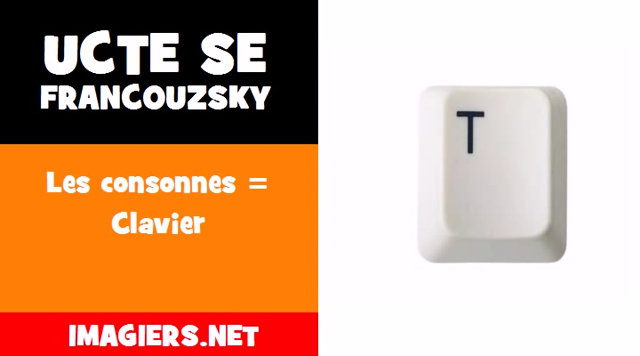 UCTE SE
FRANCOUZSKY
Les consonnes =
Clavier
IMAGIERS.NET
T